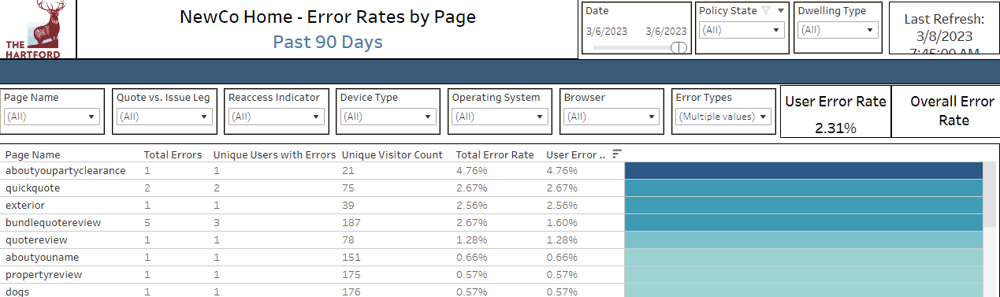 THE
HARTFORD
NewCo Home - Error Rates by Page
Past 90 Days
Date
3/6/2023 3/6/2023
Policy State
(All)
Dwelling Type
(All)
Last Refresh:
3/8/2023
7:45:00 AM
Page Name
(All)
Quote vs. Issue Leg
(All)
Reaccess Indicator
(All)
Device Type
(All)
Operating System
(All)
Browser
(All)
Error Types
(Multiple values)
User Error Rate
2.31%
Overall Error
Rate
Page Name Total Errors Unique Users with Errors Unique Visitor Count Total Error Rate User Error ..
aboutyoupartyclearance 1 1 21 4.76% 4.76%
quickquote 2 2 75 2.67% 2.67%
exterior 1 1 39 2.56% 2.56%
bundlequotereview 5 3 187 2.67% 1.60%
quotereview 1 1 78 1.28% 1.28%
aboutyouname 1 1 151 0.66% 0.66%
propertyreview 1 1 175 0.57% 0.57%
dogs 1 1 176 0.57% 0.57%